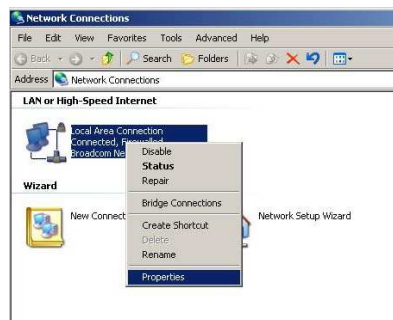 Network Connections
File Edit View Favorites Tools Advanced Help
Back Search Folders
Address Network Connections
LAN or High-Speed Internet
Local Area Connection
Connected, Firewalled
Broadcom Ne
Disable
Status
Repair
Bridge Connections
Create Shortcut
Delete
Rename
Properties
Wizard
New Connect
Network Setup Wizard